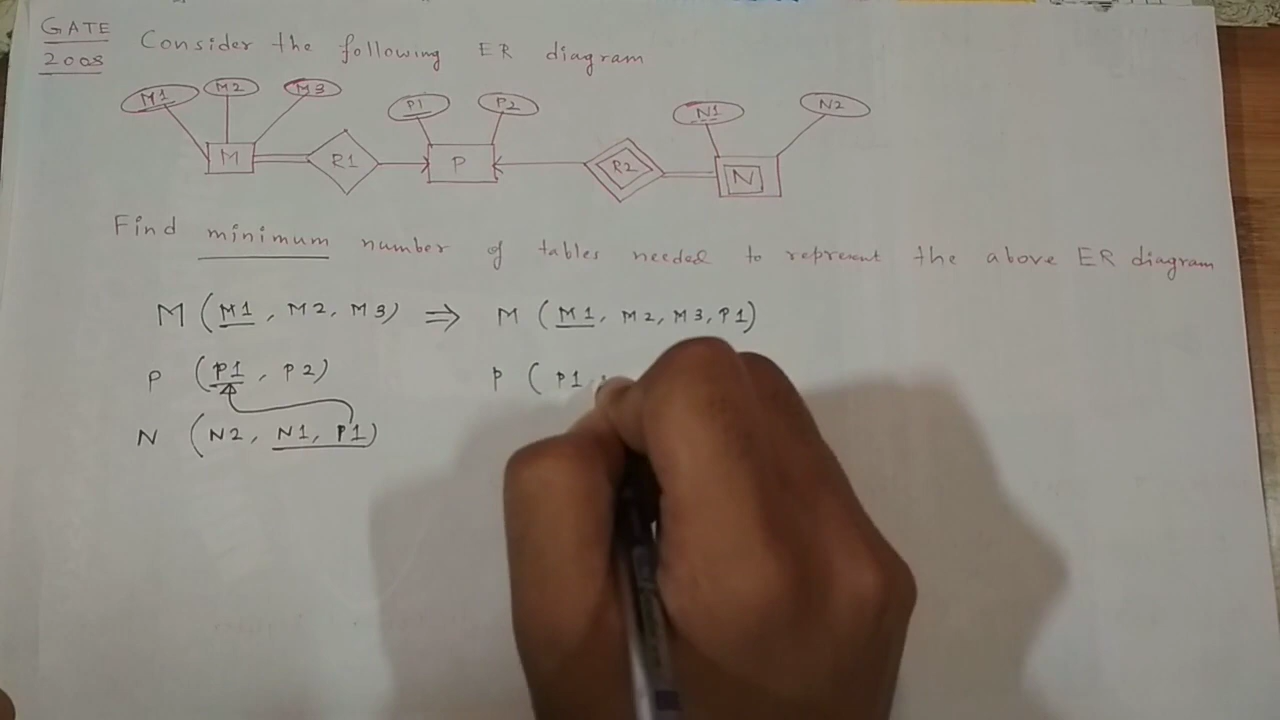 GATE
2008 Consider the following ER diagram
M1 M2 M3 P1 P2 N1 N2
M R1 P R2 N
Find minimum number of tables needed to represent the above ER diagram
M (M1, M2, M3) ⇒ M (M1, M2, M3, P1)
P (P1, P2) P (P1
N (N2, N1, P1)